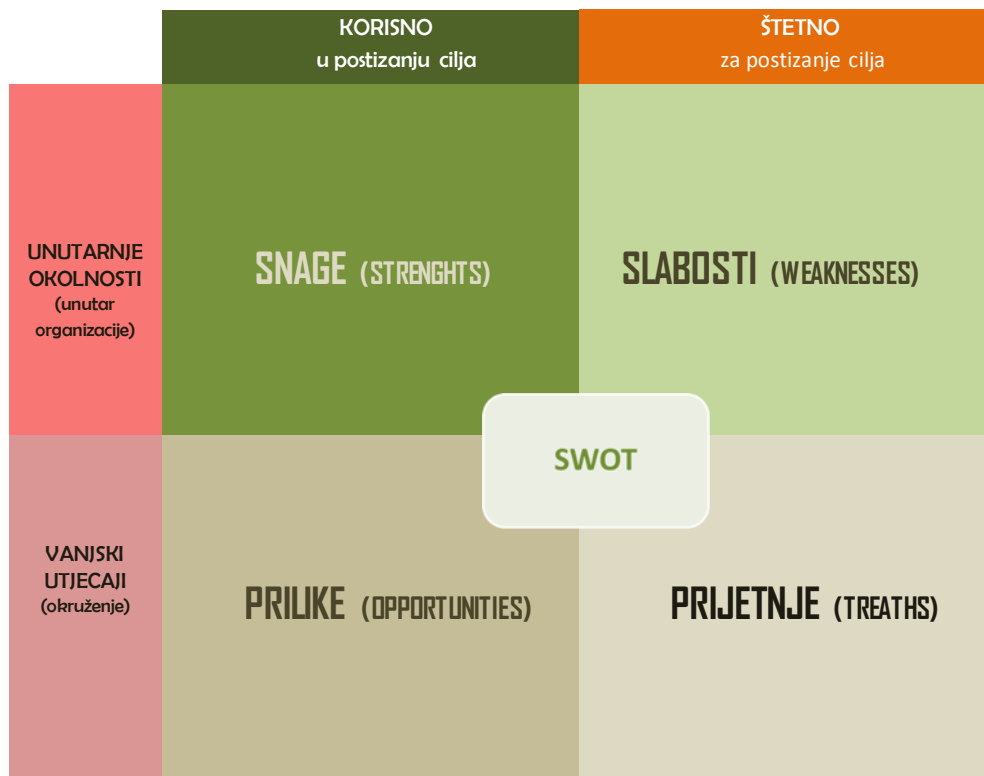 KORISNO
u postizanju cilja
ŠTETNO
za postizanje cilja
UNUTARNJE
OKOLNOSTI
(unutar
organizacije)
SNAGE (STRENGHTS)
SLABOSTI (WEAKNESSES)
SWOT
VANJSKI
UTJECAJI
(okruženje)
PRILIKE (OPPORTUNITIES)
PRIJETNJE (TREATHS)